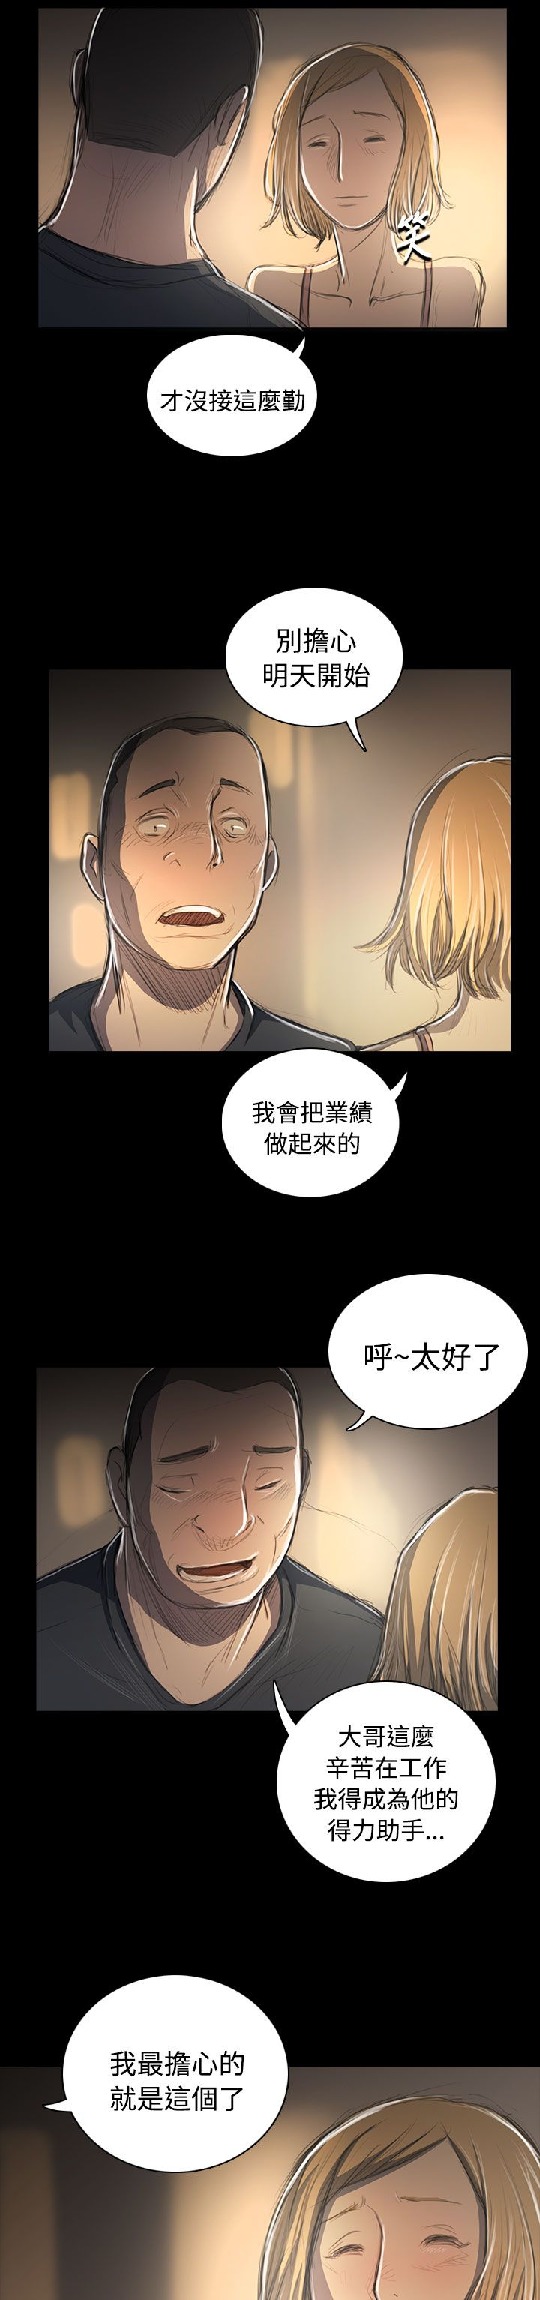 笑
才沒接這麼勤
別擔心
明天開始
我會把業績
做起來的
呼~太好了
大哥這麼
辛苦在工作
我得成為他的
得力助手...
我最擔心的
就是這個了